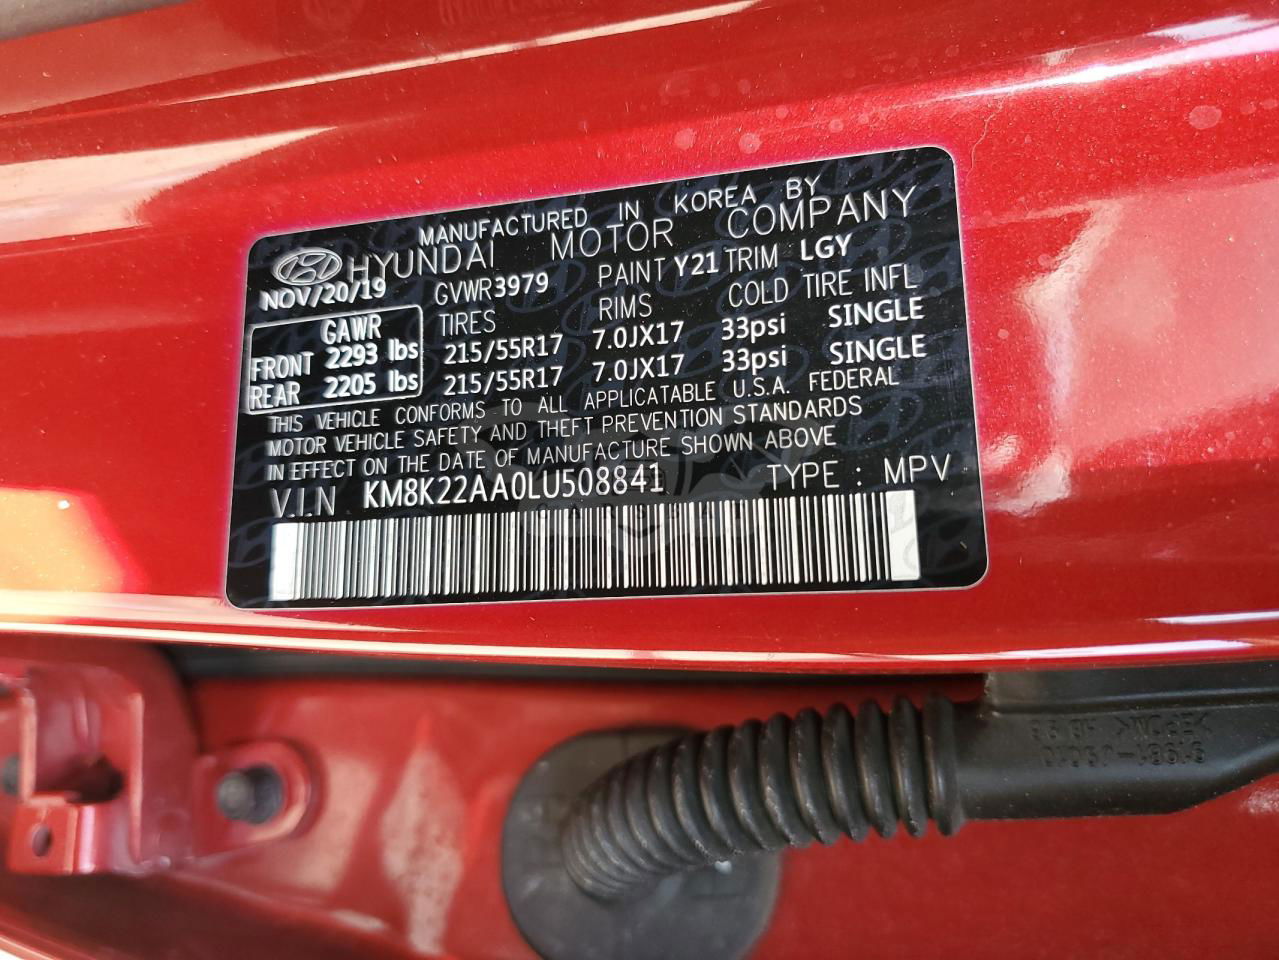 MANUFACTURED IN KOREA BY
HYUNDAI MOTOR COMPANY
NOV/20/19 GVWR3979 PAINT Y21 TRIM LGY
GAWR TIRES RIMS COLD TIRE INFL
FRONT 2293 lbs 215/55R17 7.0JX17 33psi SINGLE
REAR 2205 lbs 215/55R17 7.0JX17 33psi SINGLE
THIS VEHICLE CONFORMS TO ALL APPLICATABLE U.S.A. FEDERAL
MOTOR VEHICLE SAFETY AND THEFT PREVENTION STANDARDS
IN EFFECT ON THE DATE OF MANUFACTURE SHOWN ABOVE
V.I.N KM8K22AA0LU508841 TYPE : MPV
>EPDM<